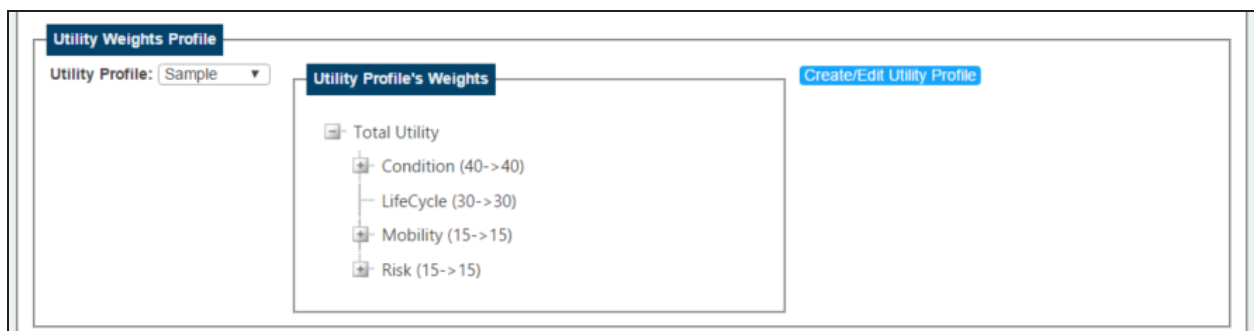 Utility Weights Profile
Utility Profile: Sample
Utility Profile's Weights
Create/Edit Utility Profile
Total Utility
Condition (40->40)
LifeCycle (30->30)
Mobility (15->15)
Risk (15->15)